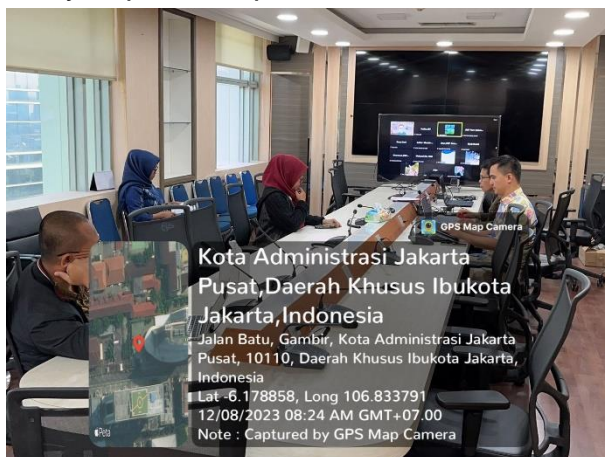 GPS Map Camera
Kota Administrasi Jakarta
Pusat,Daerah Khusus Ibukota
Jakarta,Indonesia
Jalan Batu, Gambir, Kota Administrasi Jakarta
Pusat, 10110, Daerah Khusus Ibukota Jakarta,
Indonesia
Lat -6.178858, Long 106.833791
12/08/2023 08:24 AM GMT+07.00
Note : Captured by GPS Map Camera
Peta